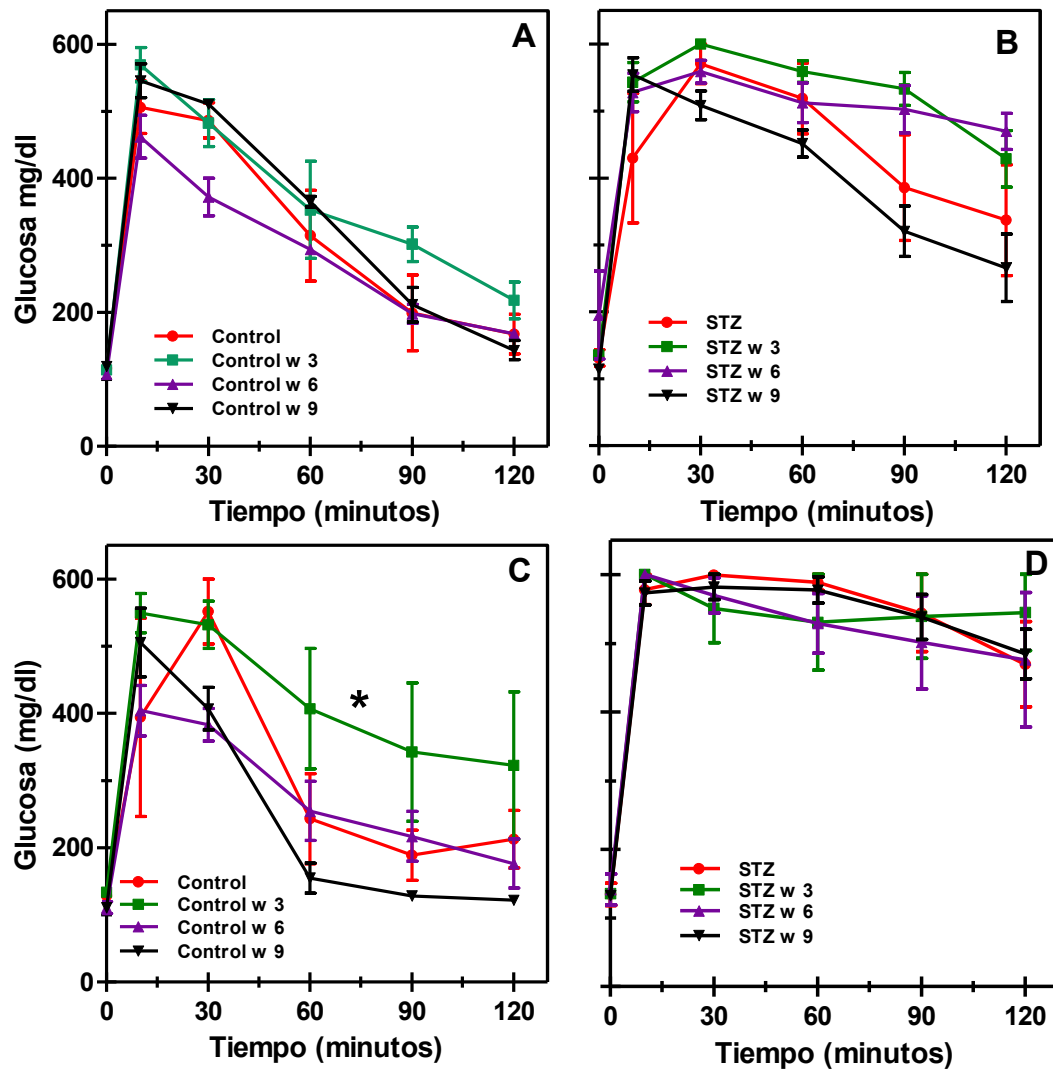 A
Glucosa mg/dl
600
400
200
0
Control
Control w 3
Control w 6
Control w 9
0 30 60 90 120
Tiempo (minutos)
B
STZ
STZ w 3
STZ w 6
STZ w 9
0 30 60 90 120
Tiempo (minutos)
C
Glucosa (mg/dl)
600
400
200
0
*
Control
Control w 3
Control w 6
Control w 9
0 30 60 90 120
Tiempo (minutos)
D
STZ
STZ w 3
STZ w 6
STZ w 9
0 30 60 90 120
Tiempo (minutos)